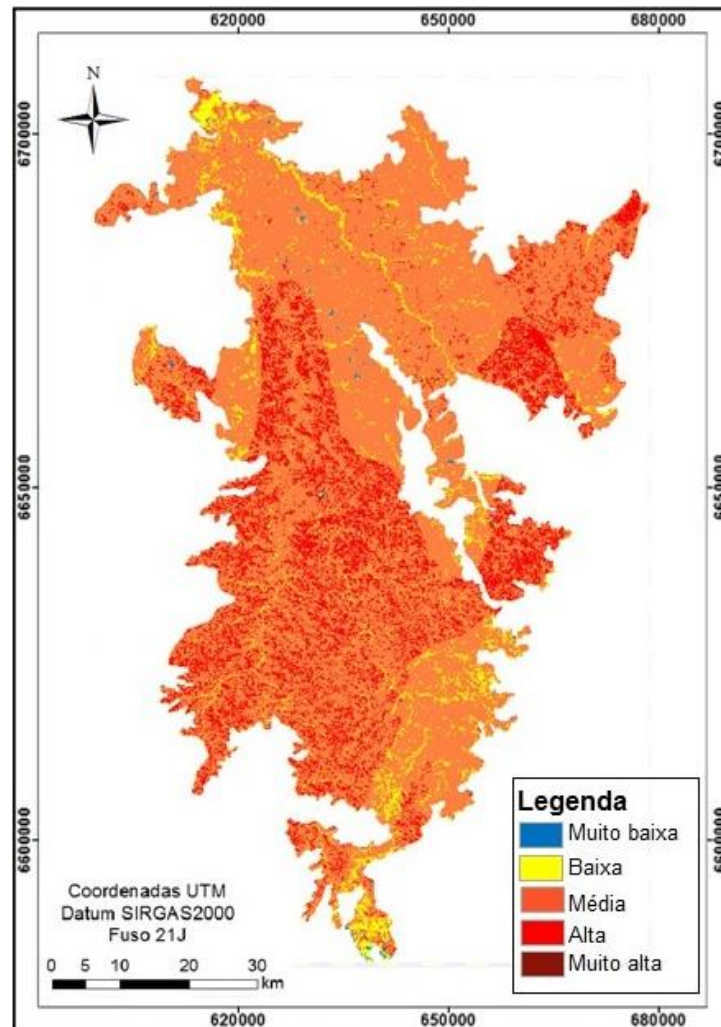 620000 650000 680000
N
6700000 6700000
6650000 6650000
6600000 6600000
Legenda
Muito baixa
Baixa
Média
Alta
Muito alta
Coordenadas UTM
Datum SIRGAS2000
Fuso 21J
0 5 10 20 30
km
620000 650000 680000